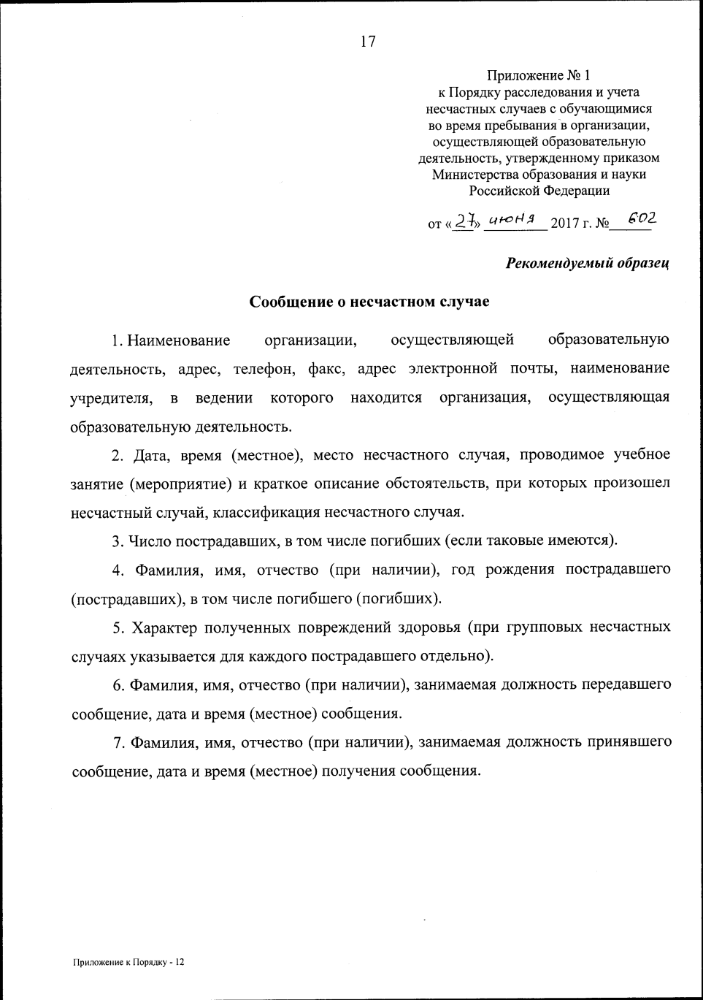 17
Приложение № 1
к Порядку расследования и учета
несчастных случаев с обучающимися
во время пребывания в организации,
осуществляющей образовательную
деятельность, утвержденному приказом
Министерства образования и науки
Российской Федерации
от «27» июня 2017 г. № 602
Рекомендуемый образец
Сообщение о несчастном случае
1. Наименование организации, осуществляющей образовательную
деятельность, адрес, телефон, факс, адрес электронной почты, наименование
учредителя, в ведении которого находится организация, осуществляющая
образовательную деятельность.
2. Дата, время (местное), место несчастного случая, проводимое учебное
занятие (мероприятие) и краткое описание обстоятельств, при которых произошел
несчастный случай, классификация несчастного случая.
3. Число пострадавших, в том числе погибших (если таковые имеются).
4. Фамилия, имя, отчество (при наличии), год рождения пострадавшего
(пострадавших), в том числе погибшего (погибших).
5. Характер полученных повреждений здоровья (при групповых несчастных
случаях указывается для каждого пострадавшего отдельно).
6. Фамилия, имя, отчество (при наличии), занимаемая должность передавшего
сообщение, дата и время (местное) сообщения.
7. Фамилия, имя, отчество (при наличии), занимаемая должность принявшего
сообщение, дата и время (местное) получения сообщения.
Приложение к Порядку - 12